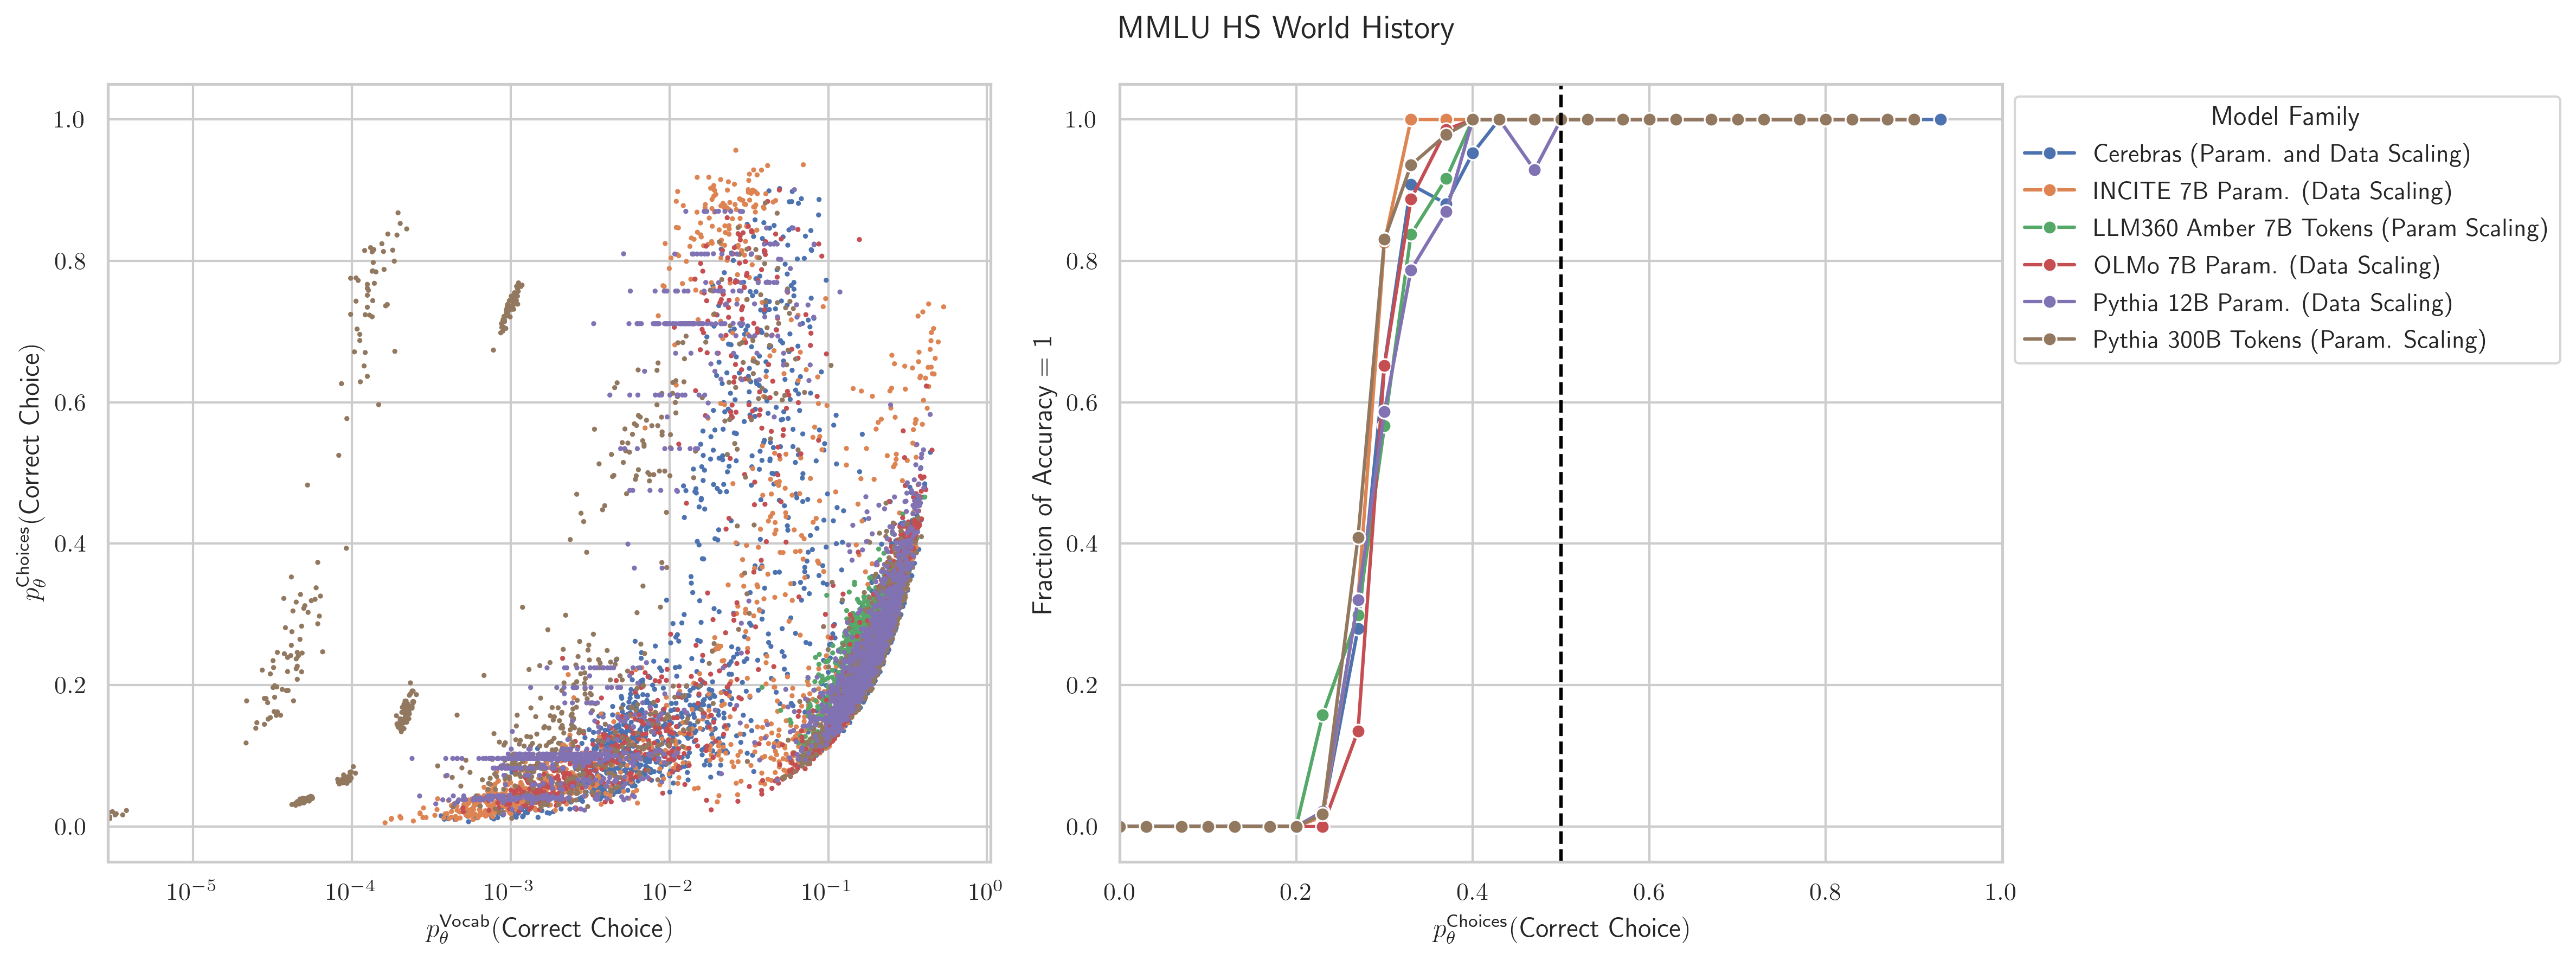 MMLU HS World History
1.0
0.8
0.6
0.4
0.2
0.0
p_θ^Choices(Correct Choice)
10^−5 10^−4 10^−3 10^−2 10^−1 10^0
p_θ^Vocab(Correct Choice)
1.0
0.8
0.6
0.4
0.2
0.0
Fraction of Accuracy = 1
0.0 0.2 0.4 0.6 0.8 1.0
p_θ^Choices(Correct Choice)
Model Family
Cerebras (Param. and Data Scaling)
INCITE 7B Param. (Data Scaling)
LLM360 Amber 7B Tokens (Param Scaling)
OLMo 7B Param. (Data Scaling)
Pythia 12B Param. (Data Scaling)
Pythia 300B Tokens (Param. Scaling)